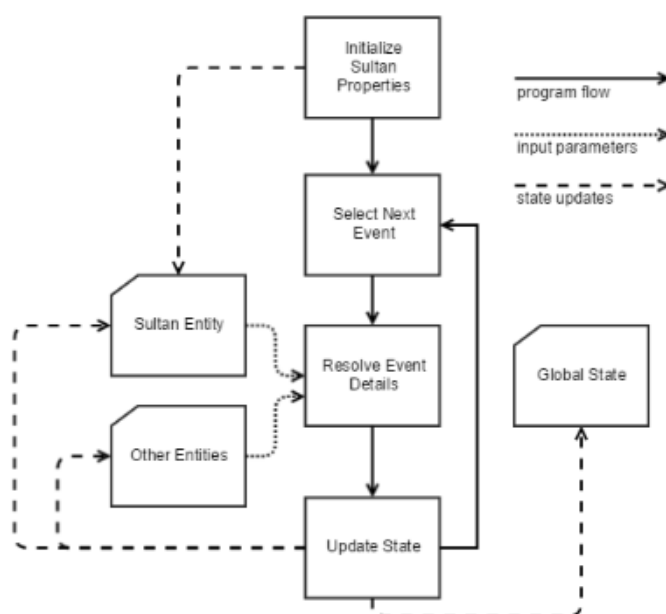 Initialize
Sultan
Properties
program flow
input parameters
state updates
Select Next
Event
Sultan Entity
Resolve Event
Details
Global State
Other Entities
Update State